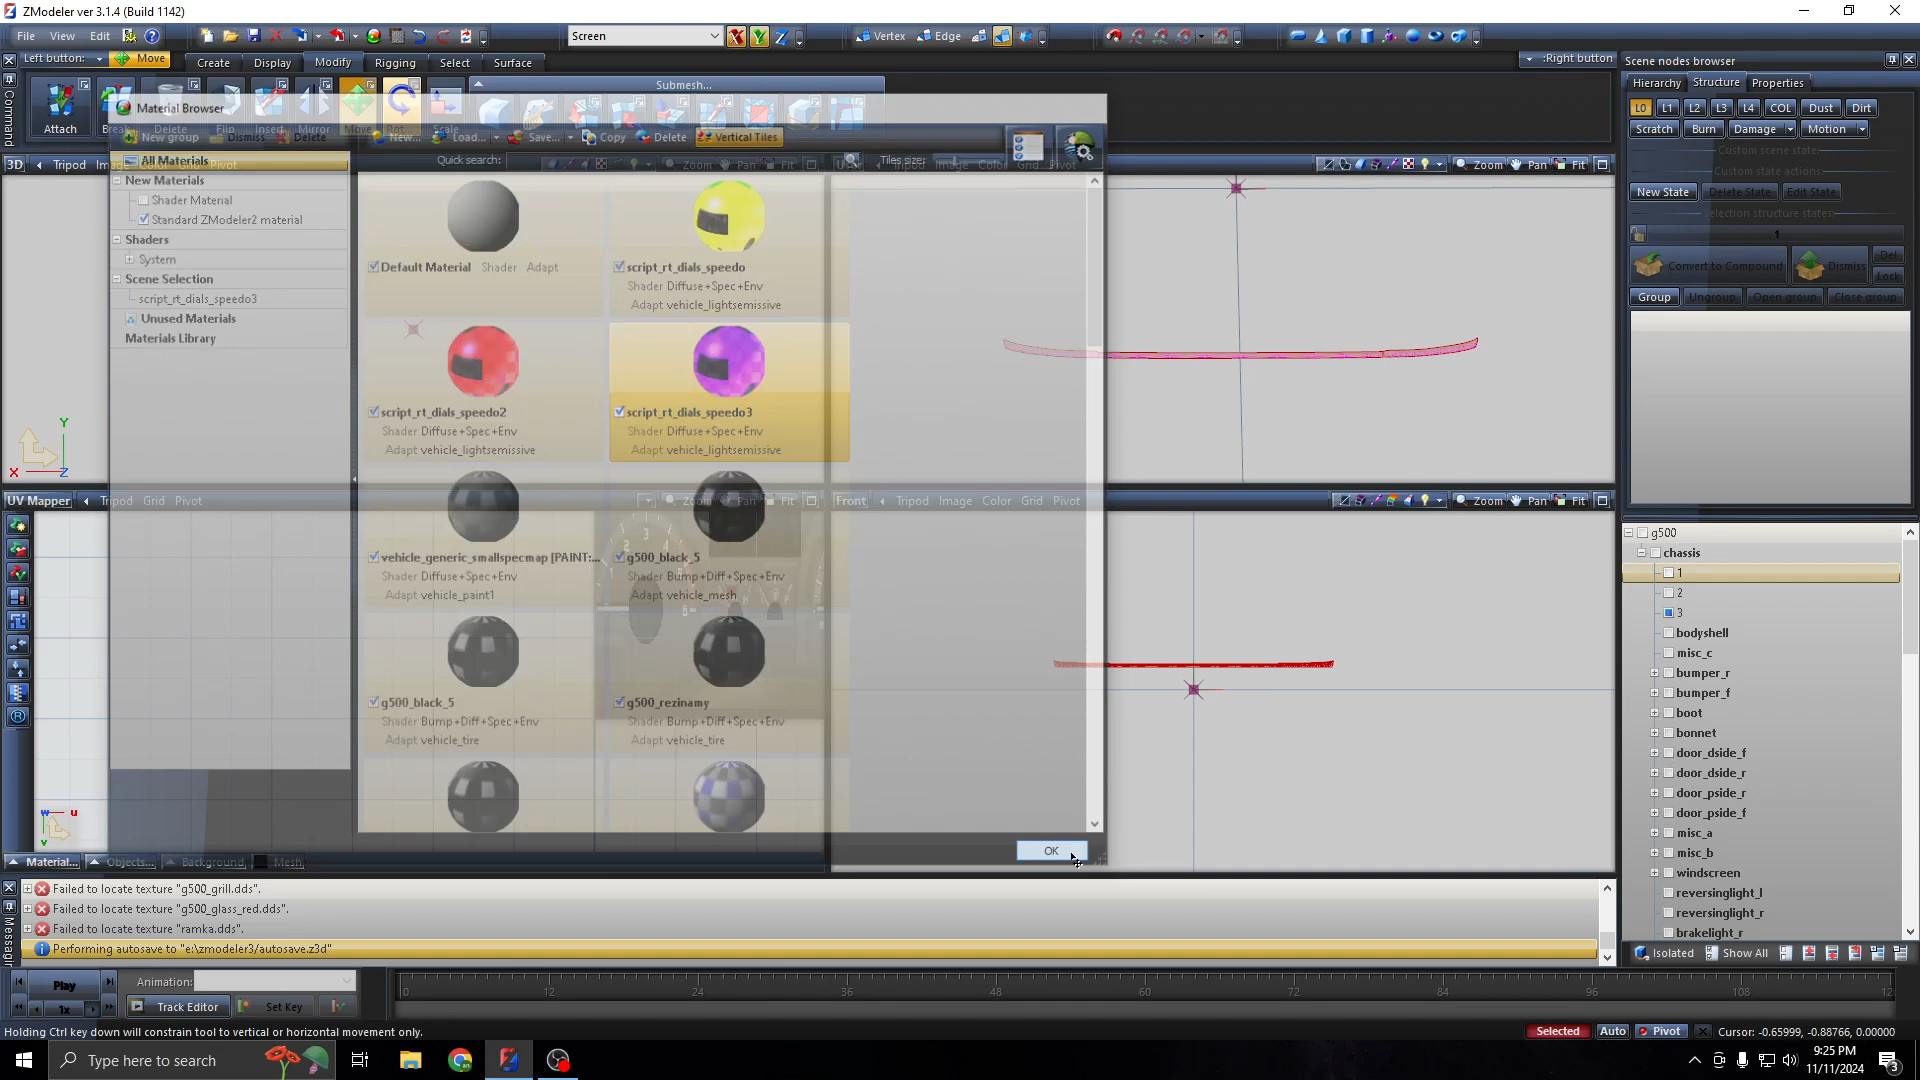 ZModeler ver 3.1.4 (Build 1142)
File View Edit
Screen
Vertex Edge
Left button: Move
Create Display Modify Rigging Select Surface
:Right button
Scene nodes browser
Hierarchy Structure Properties
Command
Submesh...
Attach
Delete Flip Insert Mirror Move Scale
L0 L1 L2 L3 L4 COL Dust Dirt
Scratch Burn Damage Motion
Custom scene state:
Custom state actions:
New State Delete State Edit State
selection structure states:
1
Convert to Compound Dismiss Del
Lock
Group Ungroup Open group Close group
Material Browser
New group Dismiss Delete
New... Load... Save... Copy Delete Vertical Tiles
Quick search: Tiles size:
All Materials
New Materials
Shader Material
Standard ZModeler2 material
Shaders
System
Scene Selection
script_rt_dials_speedo3
Unused Materials
Materials Library
Default Material Shader Adapt
script_rt_dials_speedo
Shader Diffuse+Spec+Env
Adapt vehicle_lightsemissive
script_rt_dials_speedo2
Shader Diffuse+Spec+Env
Adapt vehicle_lightsemissive
script_rt_dials_speedo3
Shader Diffuse+Spec+Env
Adapt vehicle_lightsemissive
vehicle_generic_smallspecmap [PAINT:...
Shader Diffuse+Spec+Env
Adapt vehicle_paint1
g500_black_5
Shader Bump+Diff+Spec+Env
Adapt vehicle_mesh
g500_black_5
Shader Bump+Diff+Spec+Env
Adapt vehicle_tire
g500_rezinamy
Shader Bump+Diff+Spec+Env
Adapt vehicle_tire
OK
3D Tripod Image Color Grid Pivot
Zoom Pan Fit
Zoom Pan Fit
Y
X Z
UV Mapper Tripod Grid Pivot
Zoom Pan Fit
Front Tripod Image Color Grid Pivot
Zoom Pan Fit
w u
v
Material... Objects... Background... Mesh...
g500
chassis
1
2
3
bodyshell
misc_c
bumper_r
bumper_f
boot
bonnet
door_dside_f
door_dside_r
door_pside_r
door_pside_f
misc_a
misc_b
windscreen
reversinglight_l
reversinglight_r
brakelight_r
Isolated Show All
Failed to locate texture "g500_grill.dds".
Failed to locate texture "g500_glass_red.dds".
Failed to locate texture "ramka.dds".
Performing autosave to "e:\zmodeler3/autosave.z3d"
Play
1x
Animation:
Track Editor Set Key
0 12 24 36 48 60 72 84 96 108 12
Holding Ctrl key down will constrain tool to vertical or horizontal movement only.
Selected Auto Pivot Cursor: -0.65999, -0.88766, 0.00000
Type here to search
9:25 PM
11/11/2024
3